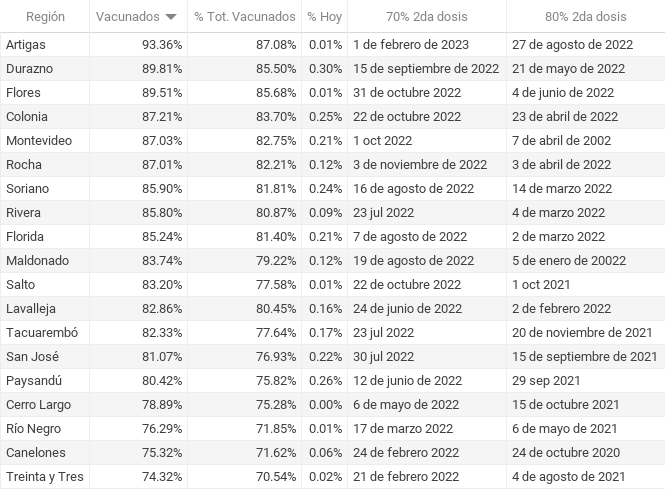 Región Vacunados % Tot. Vacunados % Hoy 70% 2da dosis 80% 2da dosis
Artigas 93.36% 87.08% 0.01% 1 de febrero de 2023 27 de agosto de 2022
Durazno 89.81% 85.50% 0.30% 15 de septiembre de 2022 21 de mayo de 2022
Flores 89.51% 85.68% 0.01% 31 de octubre 2022 4 de junio de 2022
Colonia 87.21% 83.70% 0.25% 22 de octubre 2022 23 de abril de 2022
Montevideo 87.03% 82.75% 0.21% 1 oct 2022 7 de abril de 2002
Rocha 87.01% 82.21% 0.12% 3 de noviembre de 2022 3 de abril de 2022
Soriano 85.90% 81.81% 0.24% 16 de agosto de 2022 14 de marzo 2022
Rivera 85.80% 80.87% 0.09% 23 jul 2022 4 de marzo 2022
Florida 85.24% 81.40% 0.21% 7 de agosto de 2022 2 de marzo 2022
Maldonado 83.74% 79.22% 0.12% 19 de agosto de 2022 5 de enero de 20022
Salto 83.20% 77.58% 0.01% 22 de octubre de 2022 1 oct 2021
Lavalleja 82.86% 80.45% 0.16% 24 de junio de 2022 2 de febrero 2022
Tacuarembó 82.33% 77.64% 0.17% 23 jul 2022 20 de noviembre de 2021
San José 81.07% 76.93% 0.22% 30 jul 2022 15 de septiembre de 2021
Paysandú 80.42% 75.82% 0.26% 12 de junio de 2022 29 sep 2021
Cerro Largo 78.89% 75.28% 0.00% 6 de mayo de 2022 15 de octubre 2021
Río Negro 76.29% 71.85% 0.01% 17 de marzo 2022 6 de mayo de 2021
Canelones 75.32% 71.62% 0.06% 24 de febrero 2022 24 de octubre 2020
Treinta y Tres 74.32% 70.54% 0.02% 21 de febrero 2022 4 de agosto de 2021